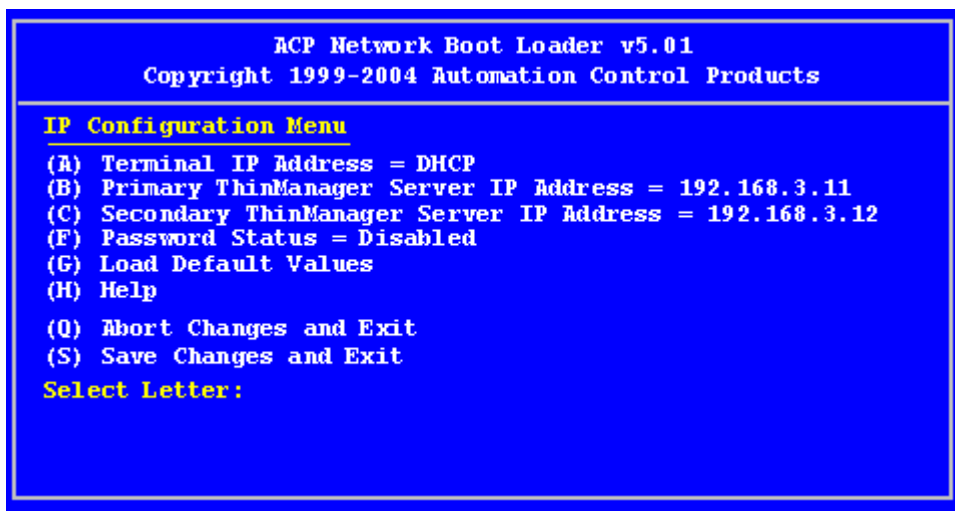 ACP Network Boot Loader v5.01
Copyright 1999-2004 Automation Control Products
IP Configuration Menu
(A) Terminal IP Address = DHCP
(B) Primary ThinManager Server IP Address = 192.168.3.11
(C) Secondary ThinManager Server IP Address = 192.168.3.12
(F) Password Status = Disabled
(G) Load Default Values
(H) Help
(Q) Abort Changes and Exit
(S) Save Changes and Exit
Select Letter: